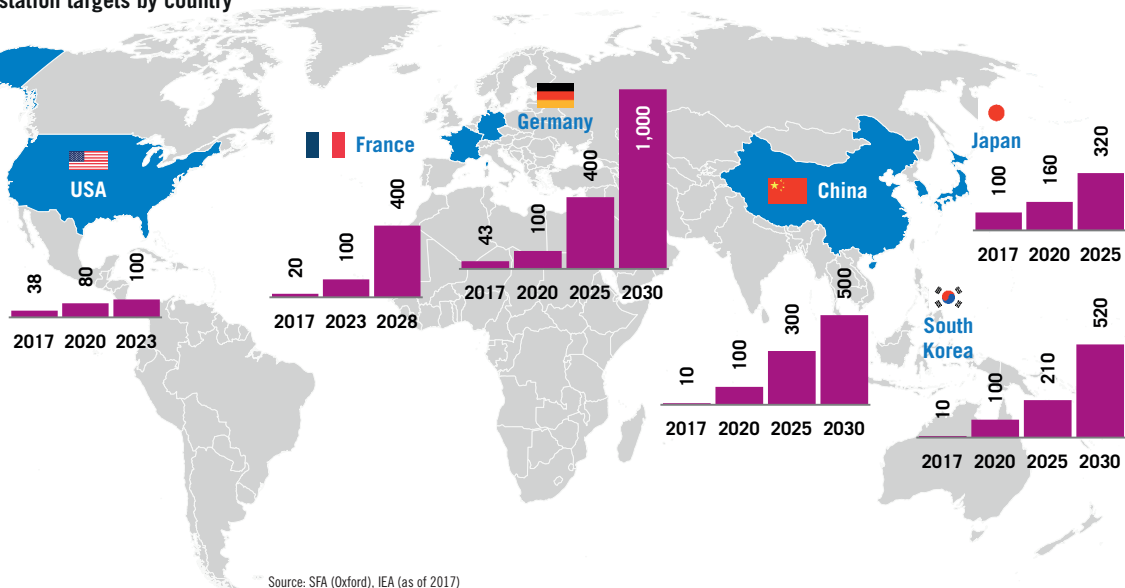 station targets by country
USA
38
80
100
2017 2020 2023
France
20
100
400
2017 2023 2028
Germany
43
100
400
1,000
2017 2020 2025 2030
China
10
100
300
500
2017 2020 2025 2030
Japan
100
160
320
2017 2020 2025
South
Korea
10
100
210
520
2017 2020 2025 2030
Source: SFA (Oxford), IEA (as of 2017)